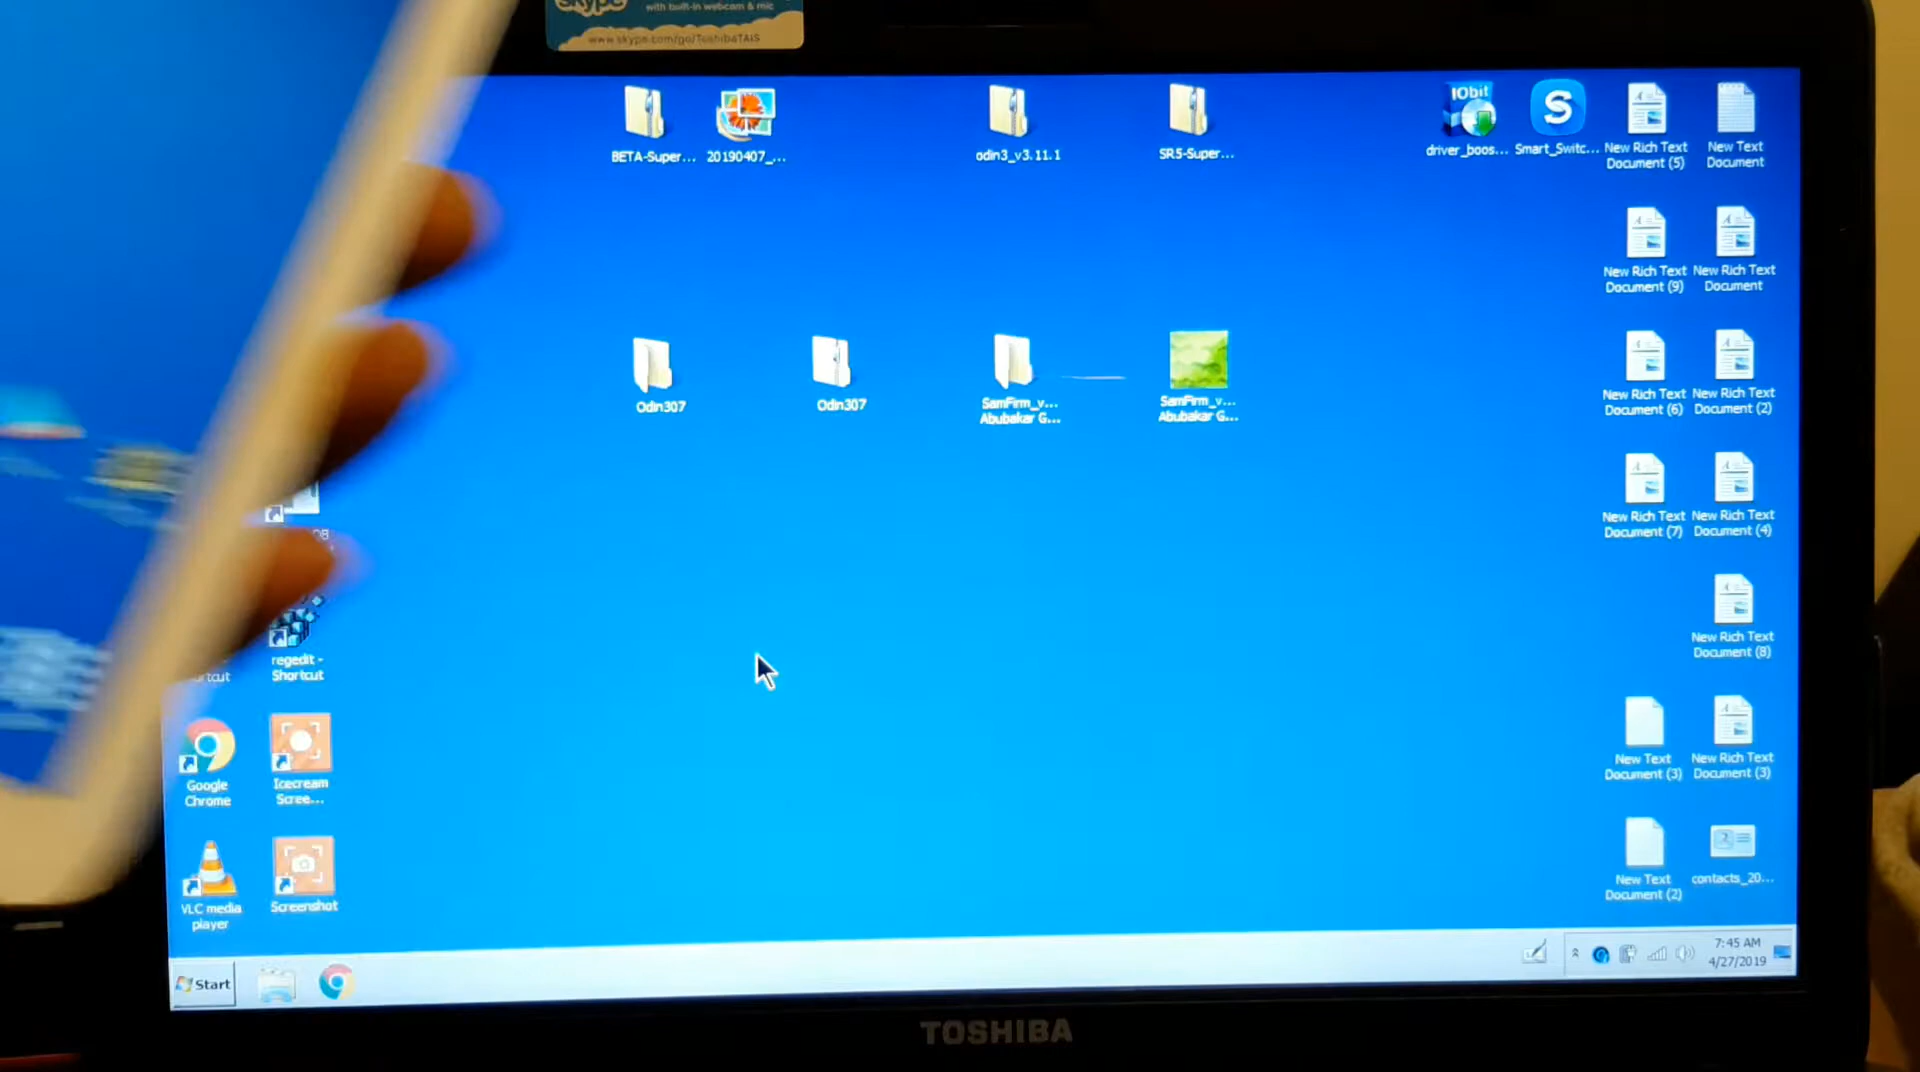 skype
with built-in webcam & mic
www.skype.com/go/ToshibaTAIS
BETA-Super...
20190407_...
odin3_v3.11.1
SR5-Super...
IObit
driver_boos...
S
Smart_Switc...
New Rich Text
Document (5)
New Text
Document
New Rich Text
Document (9)
New Rich Text
Document
Odin307
Odin307
SamFirm_v...
Abubakar G...
SamFirm_v...
Abubakar G...
New Rich Text
Document (6)
New Rich Text
Document (2)
New Rich Text
Document (7)
New Rich Text
Document (4)
regedit -
Shortcut
New Rich Text
Document (8)
Google
Chrome
Icecream
Scree...
New Text
Document (3)
New Rich Text
Document (3)
VLC media
player
Screenshot
New Text
Document (2)
contacts_20...
Start
7:45 AM
4/27/2019
TOSHIBA